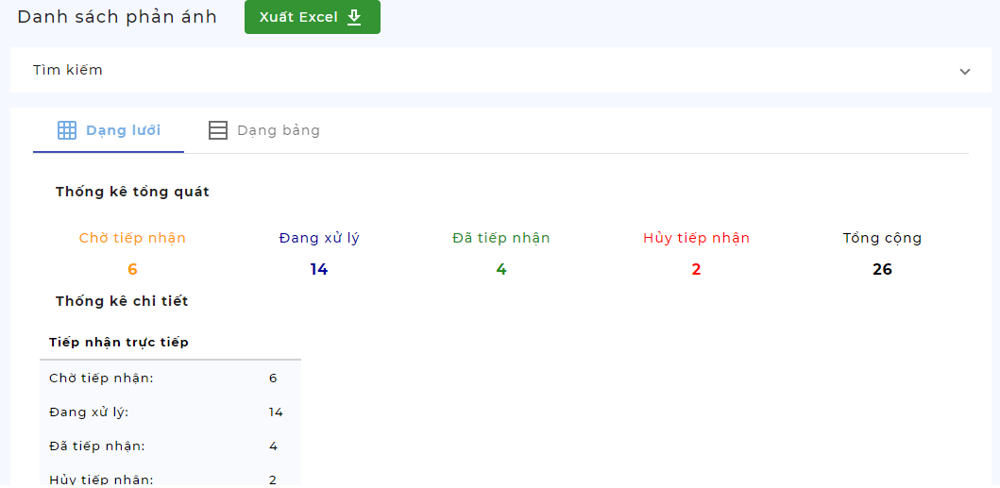 Danh sách phản ánh
Xuất Excel
Tìm kiếm
Dạng lưới
Dạng bảng
Thống kê tổng quát
Chờ tiếp nhận
Đang xử lý
Đã tiếp nhận
Hủy tiếp nhận
Tổng cộng
6
14
4
2
26
Thống kê chi tiết
Tiếp nhận trực tiếp
Chờ tiếp nhận: 6
Đang xử lý: 14
Đã tiếp nhận: 4
Hủy tiếp nhận: 2